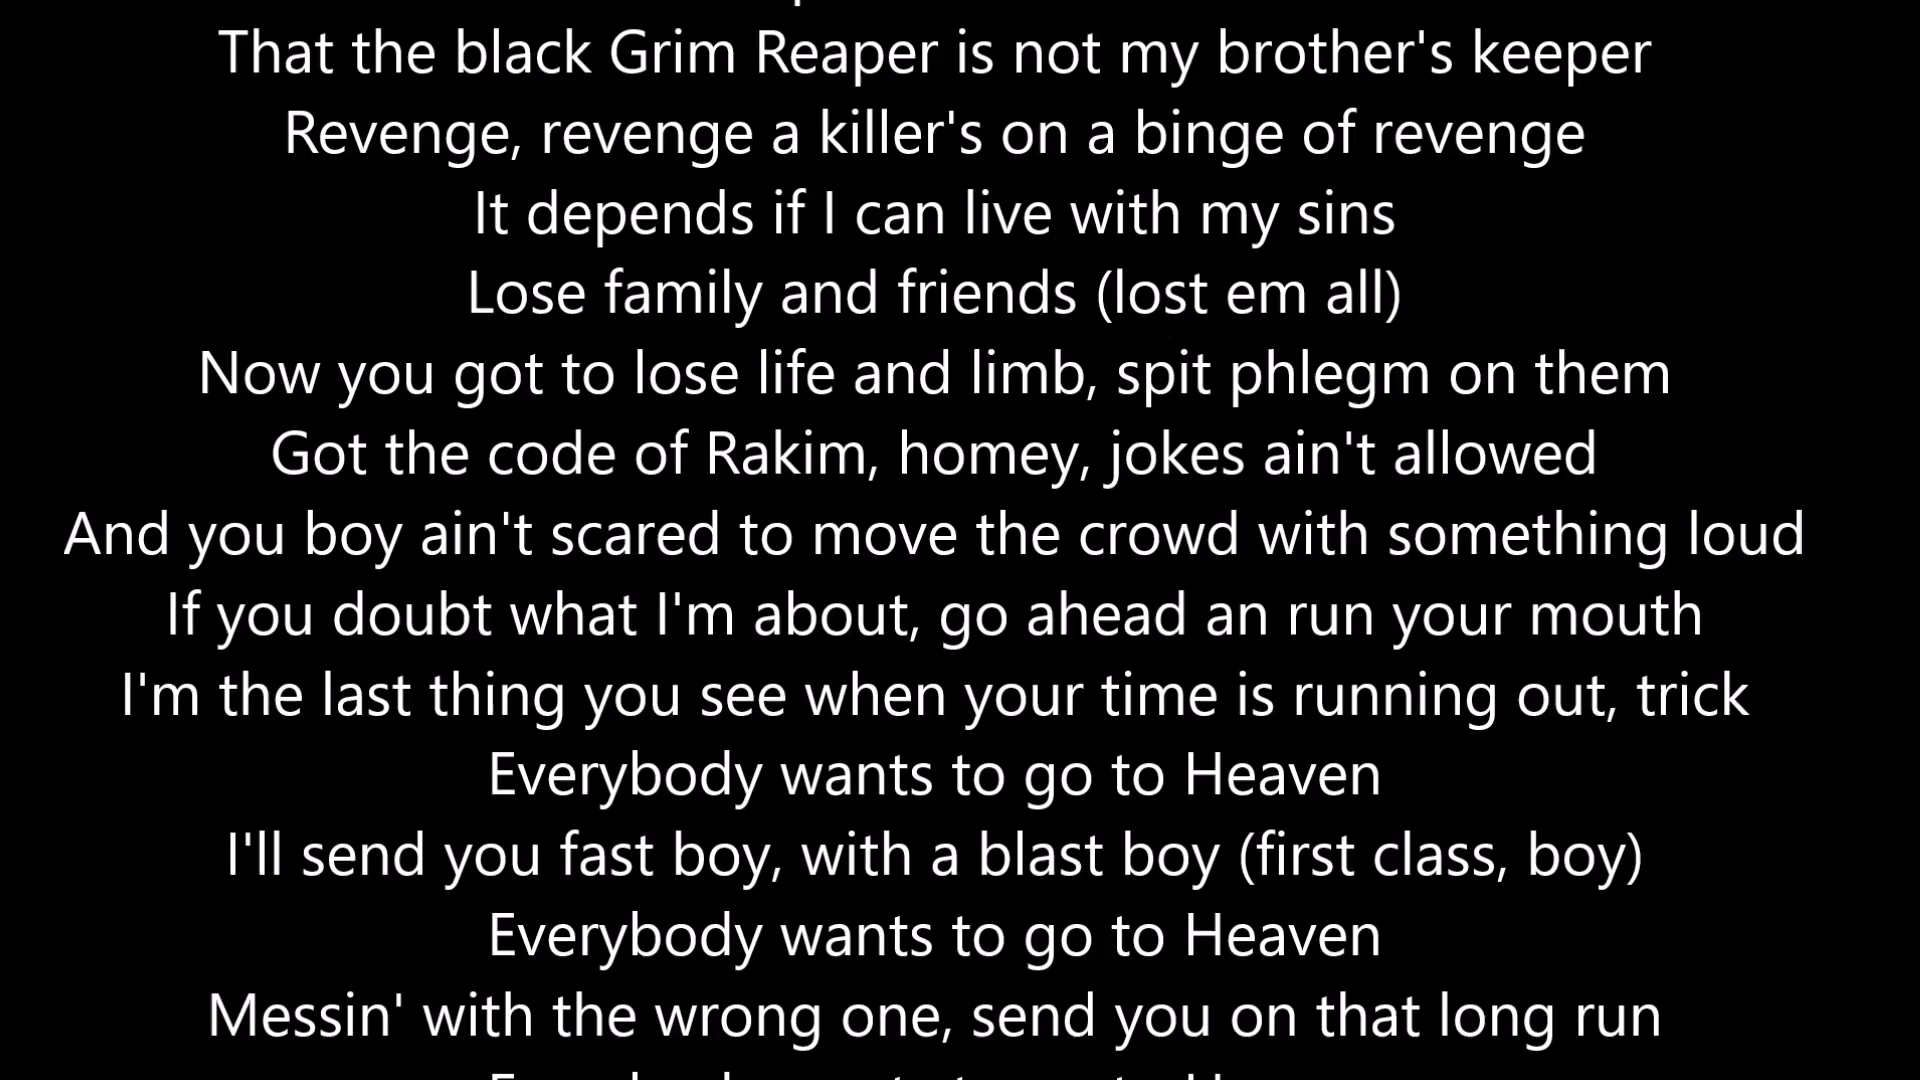 That the black Grim Reaper is not my brother's keeper
Revenge, revenge a killer's on a binge of revenge
It depends if I can live with my sins
Lose family and friends (lost em all)
Now you got to lose life and limb, spit phlegm on them
Got the code of Rakim, homey, jokes ain't allowed
And you boy ain't scared to move the crowd with something loud
If you doubt what I'm about, go ahead an run your mouth
I'm the last thing you see when your time is running out, trick
Everybody wants to go to Heaven
I'll send you fast boy, with a blast boy (first class, boy)
Everybody wants to go to Heaven
Messin' with the wrong one, send you on that long run